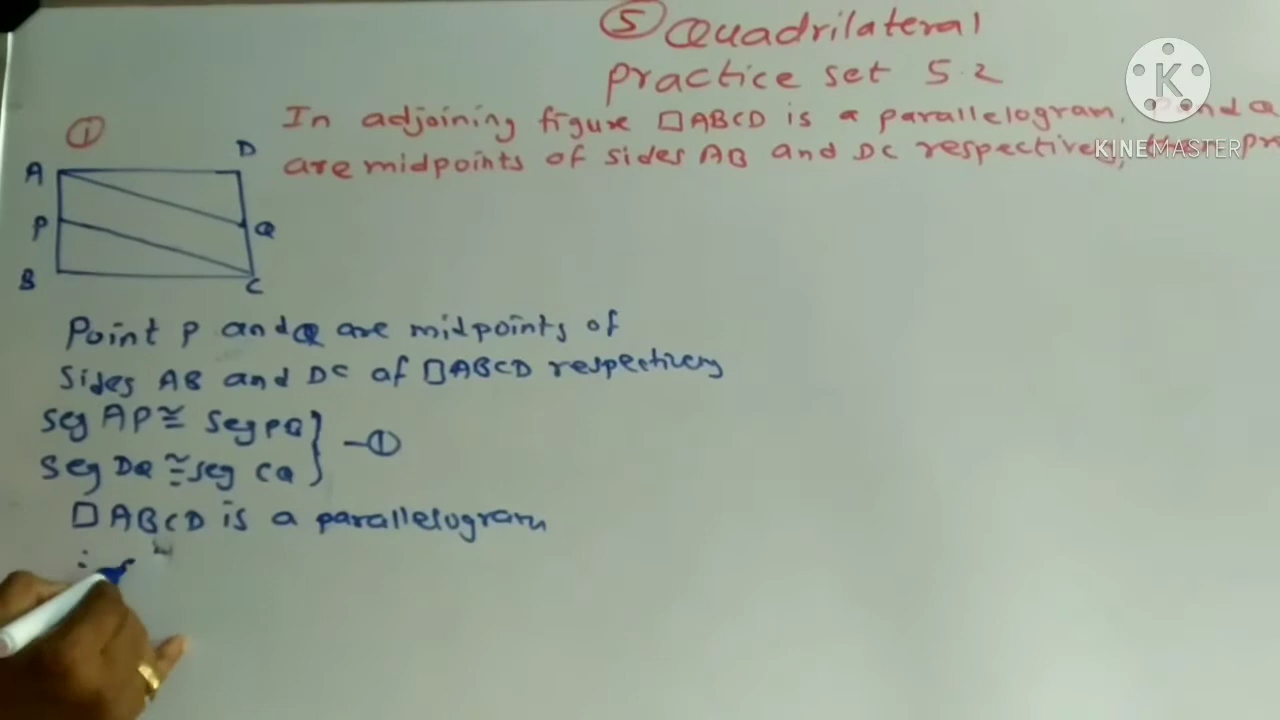 ⑤ Quadrilateral
Practice set 5.2
① In adjoining figure □ABCD is a parallelogram, and Q
are midpoints of sides AB and DC respectively,
K
KINEMASTER
A
D
P
Q
B
C
Point P and Q are midpoints of
Sides AB and DC of □ABCD respectively
seg AP ≅ seg PQ
seg DQ ≅ seg CQ
} —①
□ ABCD is a parallelogram
∴